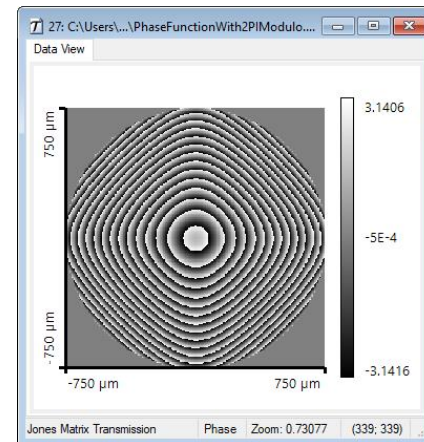 27: C:\Users\...\PhaseFunctionWith2PIModulo....
Data View
3.1406
750 µm
-5E-4
-750 µm
-3.1416
-750 µm
750 µm
Jones Matrix Transmission Phase Zoom: 0.73077 (339; 339)